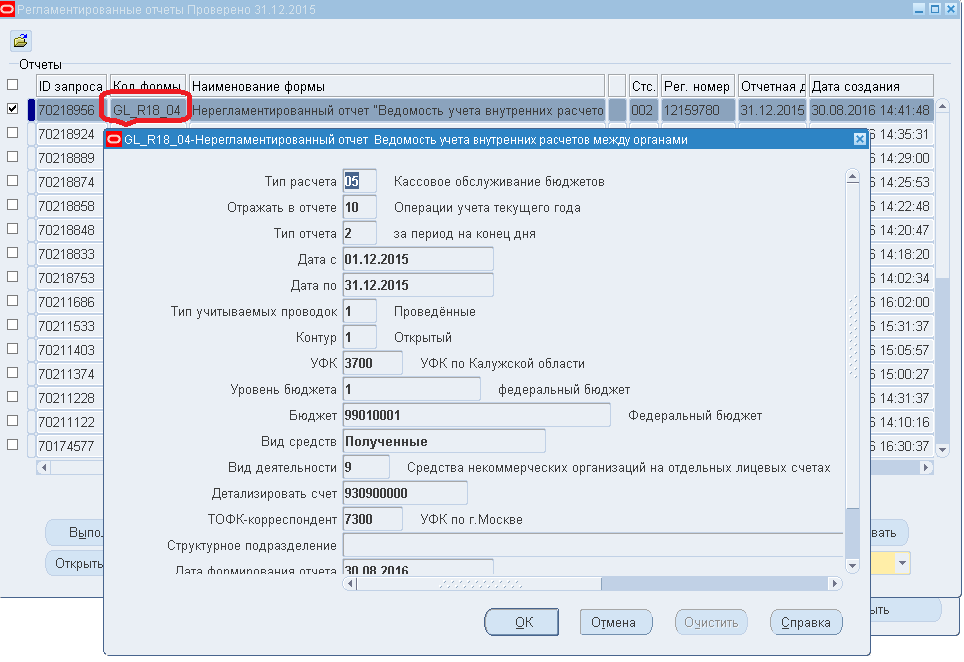 Регламентированные отчеты Проверено 31.12.2015
Отчеты
ID запроса Код формы Наименование формы Стс. Рег. номер Отчетная д Дата создания
70218956 GL_R18_04 Нерегламентированный отчет "Ведомость учета внутренних расчето 002 12159780 31.12.2015 30.08.2016 14:41:48
70218924 6 14:35:31
70218889 6 14:29:00
70218874 6 14:25:53
70218858 6 14:22:48
70218848 6 14:20:47
70218833 6 14:18:20
70218753 6 14:02:34
70211686 6 16:02:00
70211533 6 15:31:37
70211403 6 15:05:57
70211374 6 15:00:27
70211228 6 14:31:37
70211122 6 14:10:16
70174577 6 16:30:37
GL_R18_04-Нерегламентированный отчет Ведомость учета внутренних расчетов между органами
Тип расчета 05 Кассовое обслуживание бюджетов
Отражать в отчете 10 Операции учета текущего года
Тип отчета 2 за период на конец дня
Дата с 01.12.2015
Дата по 31.12.2015
Тип учитываемых проводок 1 Проведённые
Контур 1 Открытый
УФК 3700 УФК по Калужской области
Уровень бюджета 1 федеральный бюджет
Бюджет 99010001 Федеральный бюджет
Вид средств Полученные
Вид деятельности 9 Средства некоммерческих организаций на отдельных лицевых счетах
Детализировать счет 930900000
ТОФК-корреспондент 7300 УФК по г.Москве
Структурное подразделение
Дата формирования отчета 30.08.2016
Выпол вать
Открыть
ыть
OK Отмена Очистить Справка